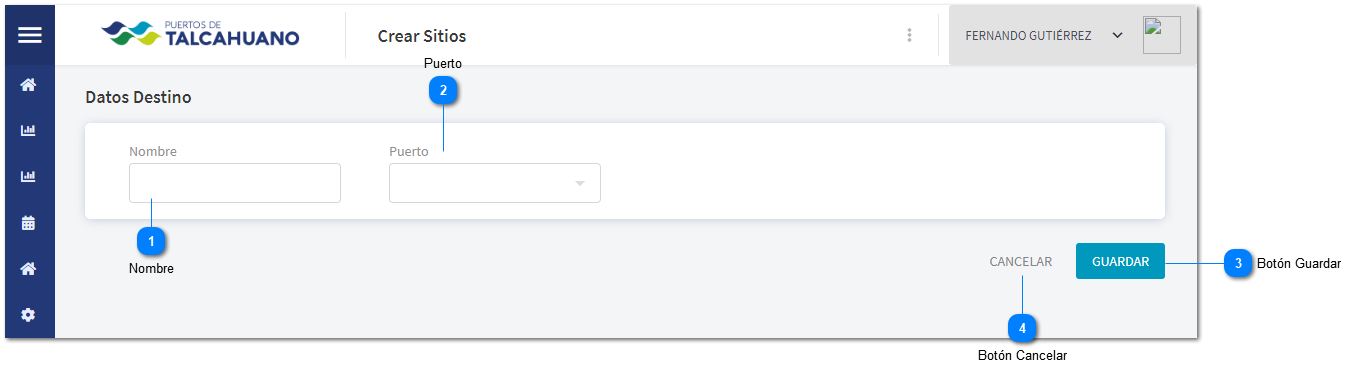 PUERTOS DE
TALCAHUANO
Crear Sitios
FERNANDO GUTIÉRREZ
Puerto
2
Datos Destino
Nombre
Puerto
1
Nombre
CANCELAR
GUARDAR
3
Botón Guardar
4
Botón Cancelar